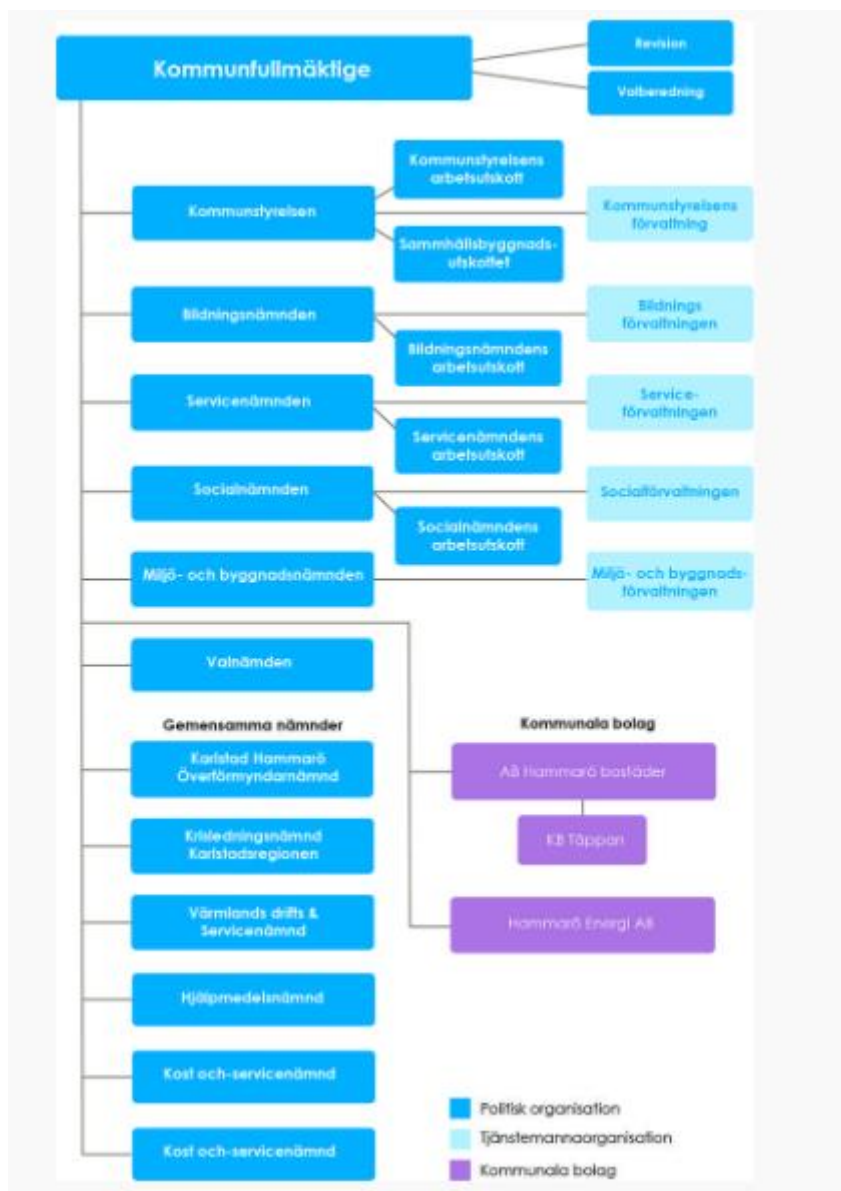 Kommunfullmäktige
Revision
Valberedning
Kommunstyrelsens
arbetsutskott
Kommunstyrelsen
Kommunstyrelsens
förvaltning
Sammhällsbyggnads-
utskottet
Bildningsnämnden
Bildnings
förvaltningen
Bildningsnämndens
arbetsutskott
Servicenämnden
Service-
förvaltningen
Servicenämndens
arbetsutskott
Socialnämnden
Socialförvaltningen
Socialnämndens
arbetsutskott
Miljö- och byggnadsnämnden
Miljö- och byggnads-
förvaltningen
Valnämden
Gemensamma nämnder
Kommunala bolag
Karlstad Hammarö
Överförmyndarnämnd
AB Hammarö bostäder
Krisledningsnämnd
Karlstadsregionen
KB Täppan
Värmlands drifts &
Servicenämnd
Hammarö Energi AB
Hjälpmedelsnämnd
Kost och-servicenämnd
Kost och-servicenämnd
Politisk organisation
Tjänstemannaorganisation
Kommunala bolag